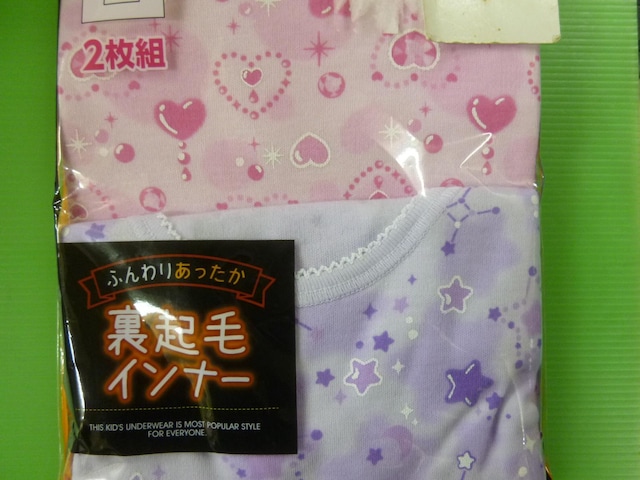 2枚組
ふんわりあったか
裏起毛
インナー
THIS KID'S UNDERWEAR IS MOST POPULAR STYLE
FOR EVERYONE.